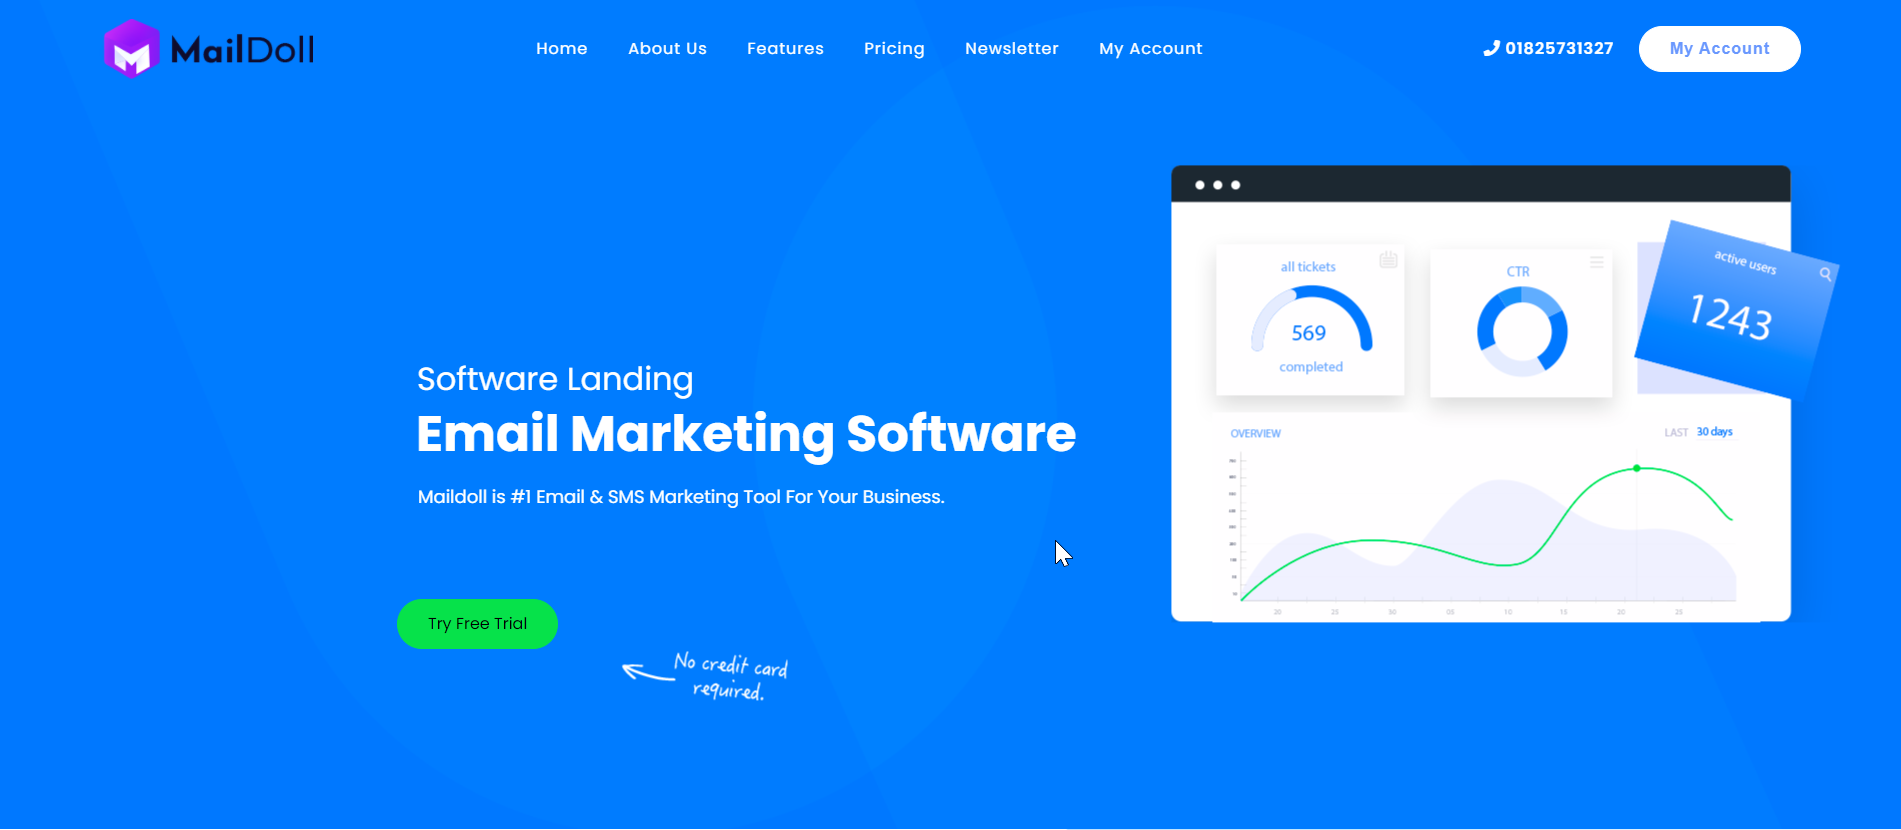 MailDoll
Home
About Us
Features
Pricing
Newsletter
My Account
01825731327
My Account
Software Landing
Email Marketing Software
Maildoll is #1 Email & SMS Marketing Tool For Your Business.
Try Free Trial
No credit card
required.
all tickets
569
completed
CTR
active users
1243
OVERVIEW
LAST 30 days